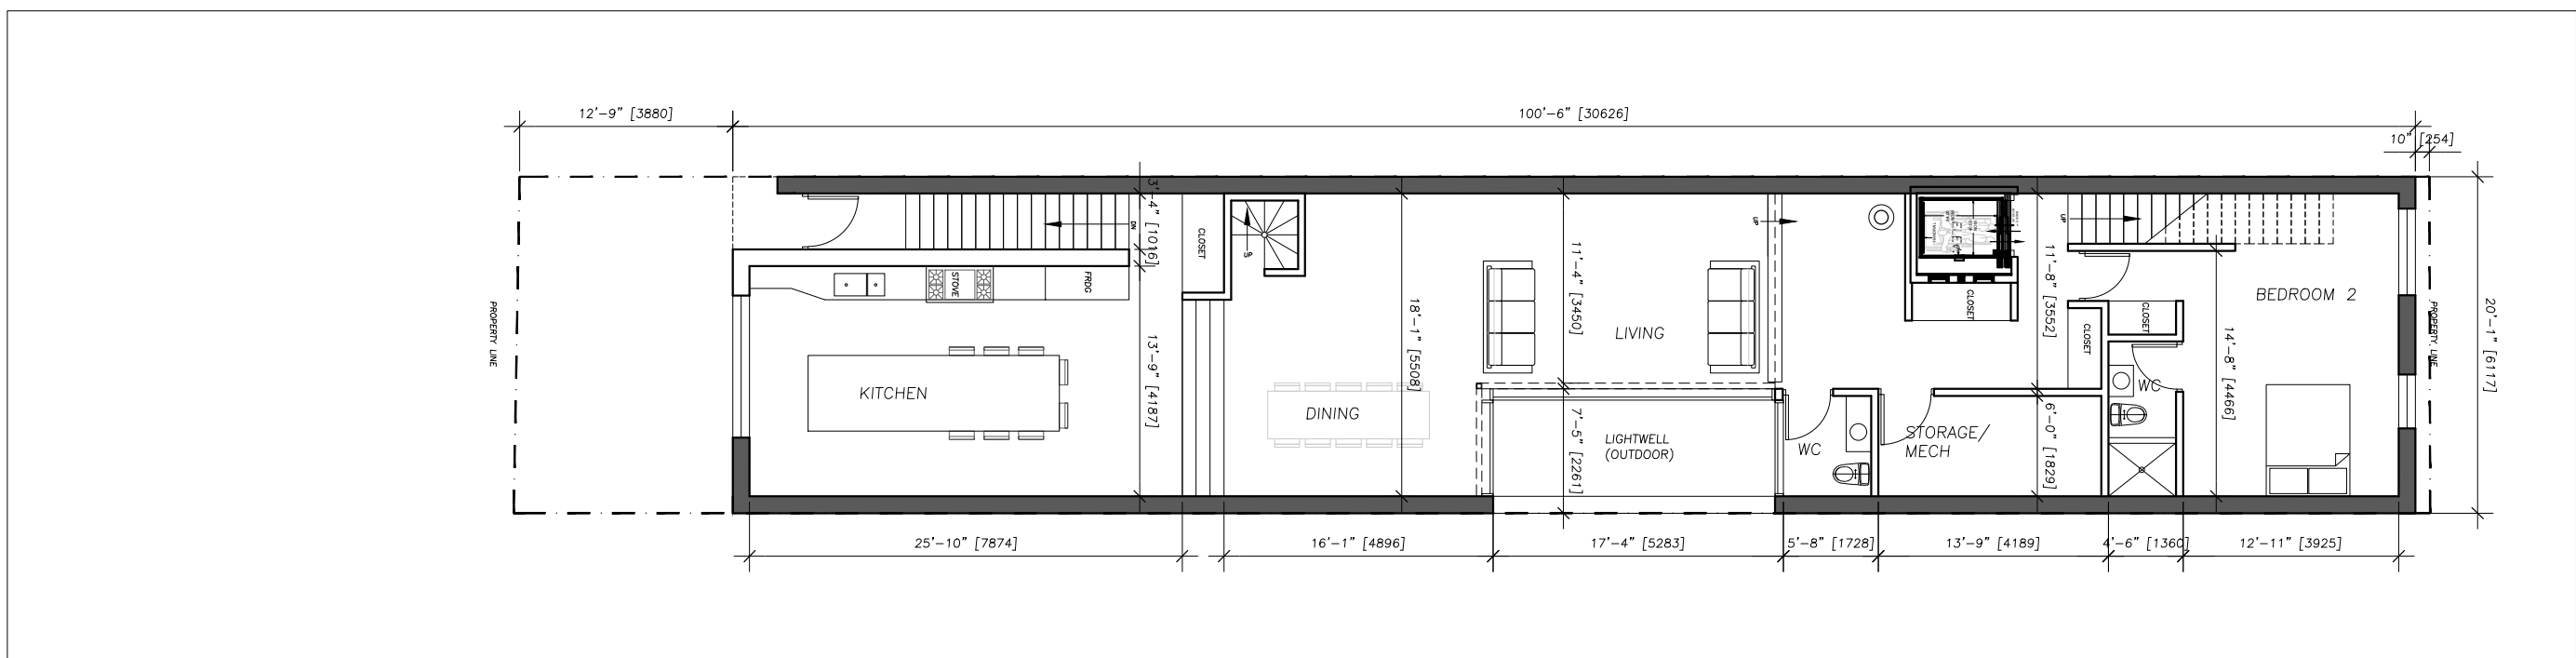 12'-9" [3880]
100'-6" [30626]
10" [254]
3'-4" [1016]
DN
CLOSET
UP
UP
ELEV
UP
CLOSET
11'-4" [3450]
11'-8" [3552]
CLOSET
CLOSET
BEDROOM 2
PROPERTY LINE
PROPERTY LINE
20'-1" [6117]
STOVE
FRDG
18'-1" [5508]
LIVING
13'-9" [4187]
14'-8" [4466]
KITCHEN
DINING
WC
7'-5" [2261]
LIGHTWELL
(OUTDOOR)
WC
STORAGE/
MECH
6'-0" [1829]
25'-10" [7874]
16'-1" [4896]
17'-4" [5283]
5'-8" [1728]
13'-9" [4189]
4'-6" [1360]
12'-11" [3925]